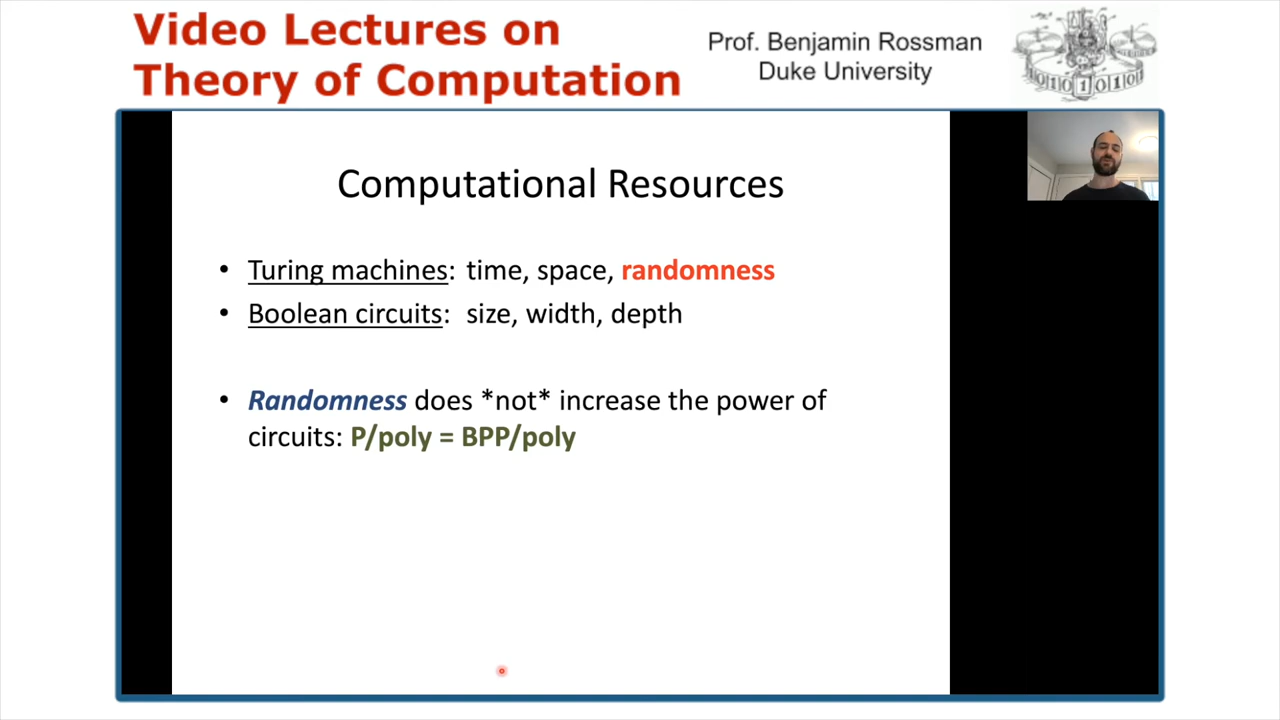 Video Lectures on
Theory of Computation
Prof. Benjamin Rossman
Duke University
Computational Resources
• Turing machines: time, space, randomness
• Boolean circuits: size, width, depth
• Randomness does *not* increase the power of
circuits: P/poly = BPP/poly